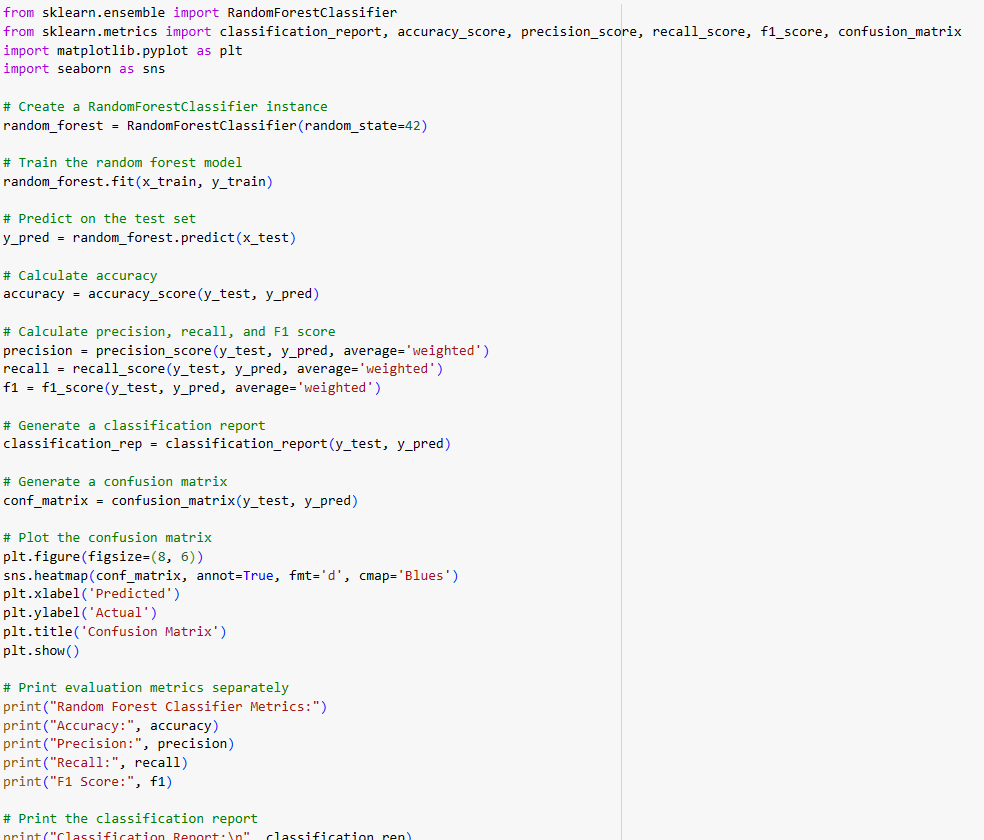 from sklearn.ensemble import RandomForestClassifier
from sklearn.metrics import classification_report, accuracy_score, precision_score, recall_score, f1_score, confusion_matrix
import matplotlib.pyplot as plt
import seaborn as sns
# Create a RandomForestClassifier instance
random_forest = RandomForestClassifier(random_state=42)
# Train the random forest model
random_forest.fit(x_train, y_train)
# Predict on the test set
y_pred = random_forest.predict(x_test)
# Calculate accuracy
accuracy = accuracy_score(y_test, y_pred)
# Calculate precision, recall, and F1 score
precision = precision_score(y_test, y_pred, average='weighted')
recall = recall_score(y_test, y_pred, average='weighted')
f1 = f1_score(y_test, y_pred, average='weighted')
# Generate a classification report
classification_rep = classification_report(y_test, y_pred)
# Generate a confusion matrix
conf_matrix = confusion_matrix(y_test, y_pred)
# Plot the confusion matrix
plt.figure(figsize=(8, 6))
sns.heatmap(conf_matrix, annot=True, fmt='d', cmap='Blues')
plt.xlabel('Predicted')
plt.ylabel('Actual')
plt.title('Confusion Matrix')
plt.show()
# Print evaluation metrics separately
print("Random Forest Classifier Metrics:")
print("Accuracy:", accuracy)
print("Precision:", precision)
print("Recall:", recall)
print("F1 Score:", f1)
# Print the classification report
print("Classification Report:\n", classification_rep)